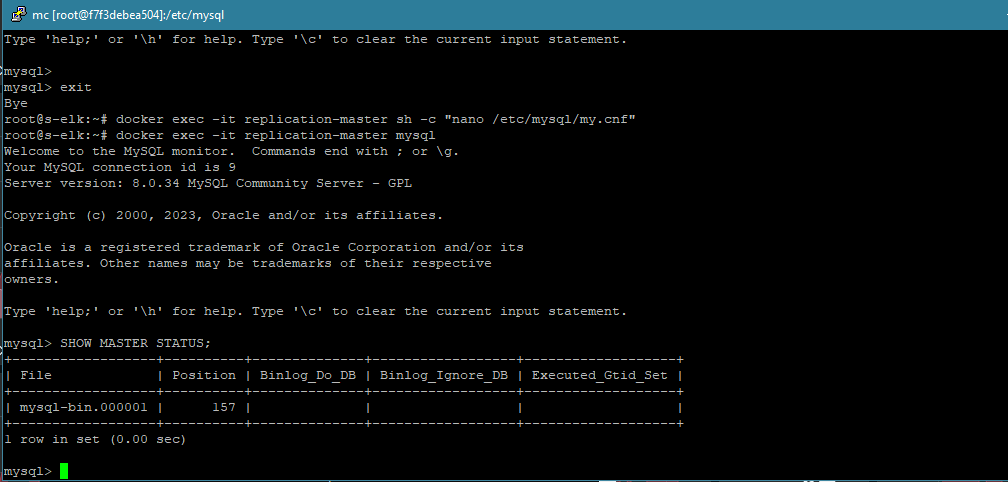 mc [root@f7f3debea504]:/etc/mysql
Type 'help;' or '\h' for help. Type '\c' to clear the current input statement.
mysql>
mysql> exit
Bye
root@s-elk:~# docker exec -it replication-master sh -c "nano /etc/mysql/my.cnf"
root@s-elk:~# docker exec -it replication-master mysql
Welcome to the MySQL monitor.  Commands end with ; or \g.
Your MySQL connection id is 9
Server version: 8.0.34 MySQL Community Server - GPL
Copyright (c) 2000, 2023, Oracle and/or its affiliates.
Oracle is a registered trademark of Oracle Corporation and/or its
affiliates. Other names may be trademarks of their respective
owners.
Type 'help;' or '\h' for help. Type '\c' to clear the current input statement.
mysql> SHOW MASTER STATUS;
+------------------+----------+--------------+------------------+-------------------+
| File             | Position | Binlog_Do_DB | Binlog_Ignore_DB | Executed_Gtid_Set |
+------------------+----------+--------------+------------------+-------------------+
| mysql-bin.000001 |      157 |              |                  |                   |
+------------------+----------+--------------+------------------+-------------------+
1 row in set (0.00 sec)
mysql>